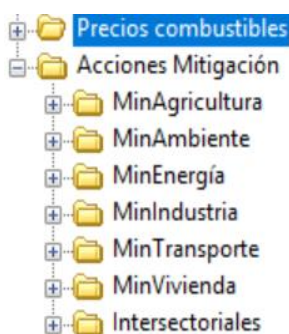 Precios combustibles
Acciones Mitigación
MinAgricultura
MinAmbiente
MinEnergía
MinIndustria
MinTransporte
MinVivienda
Intersectoriales